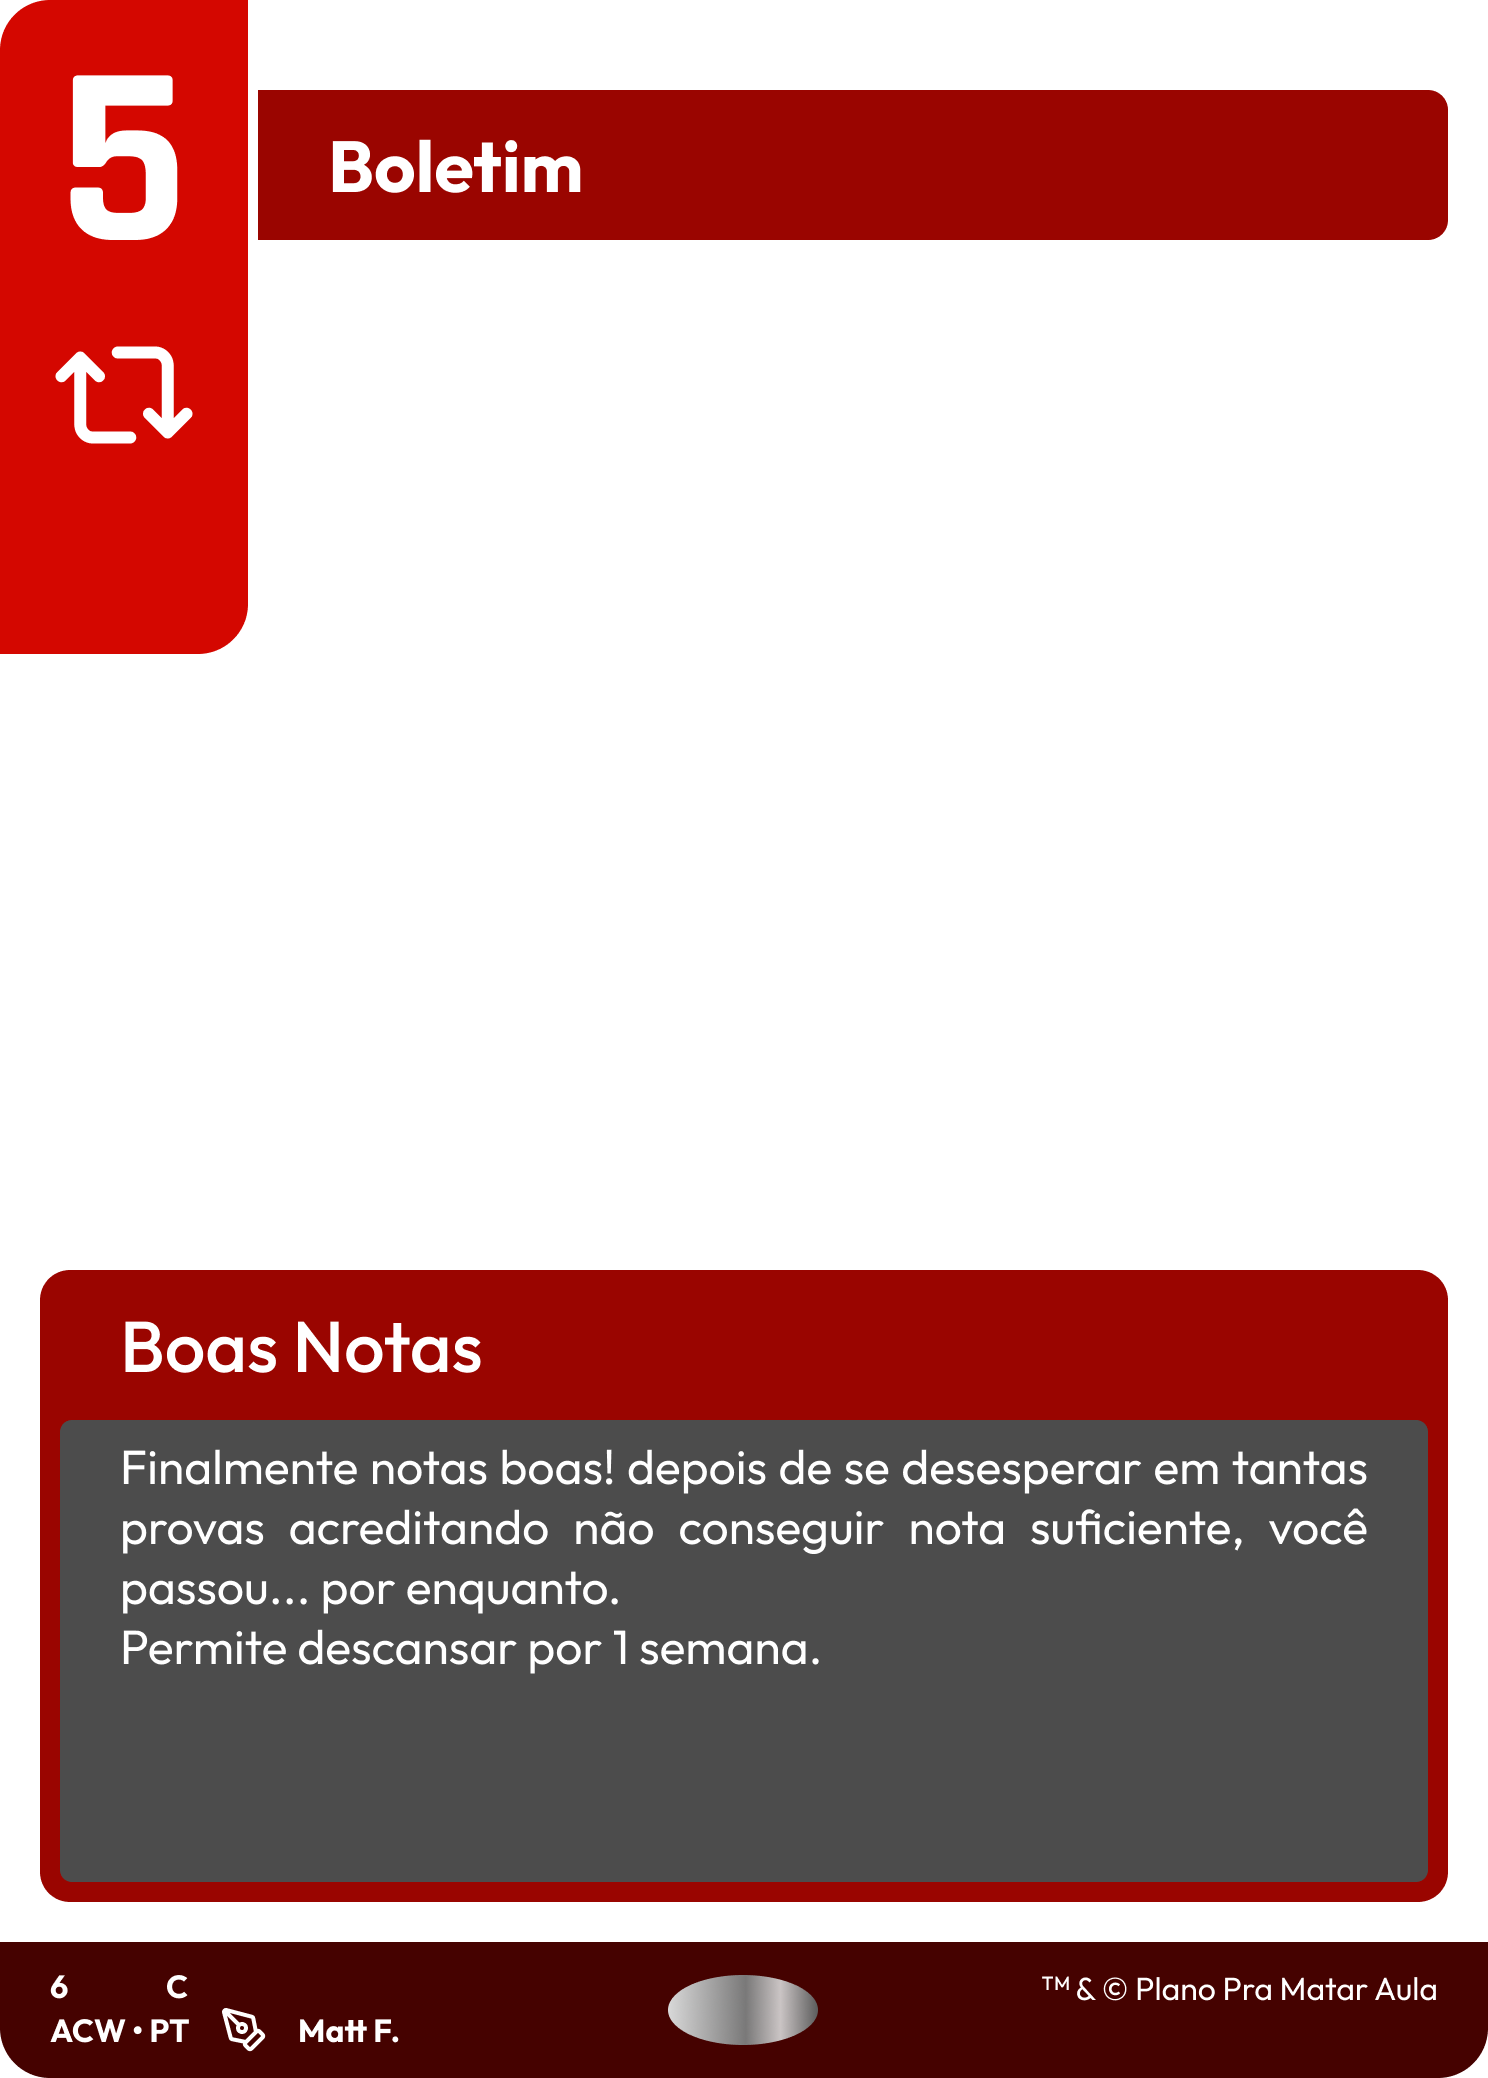 5
Boletim
Boas Notas
Finalmente notas boas! depois de se desesperar em tantas
provas acreditando não conseguir nota suficiente, você
passou... por enquanto.
Permite descansar por 1 semana.
6 C
ACW • PT Matt F.
™ & © Plano Pra Matar Aula